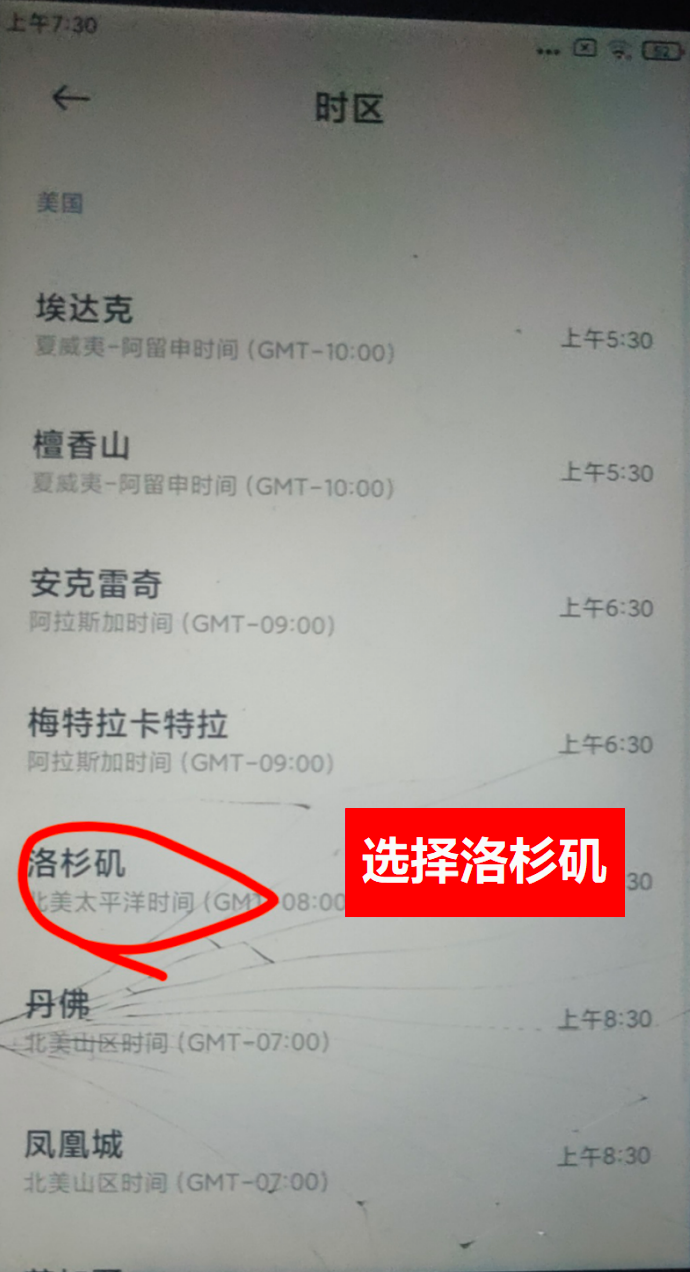 上午7:30
52
时区
美国
埃达克
夏威夷-阿留申时间 (GMT-10:00)
上午5:30
檀香山
夏威夷-阿留申时间 (GMT-10:00)
上午5:30
安克雷奇
阿拉斯加时间 (GMT-09:00)
上午6:30
梅特拉卡特拉
阿拉斯加时间 (GMT-09:00)
上午6:30
洛杉矶
北美太平洋时间 (GMT-08:00
选择洛杉矶
:30
丹佛
北美山区时间 (GMT-07:00)
上午8:30
凤凰城
北美山区时间 (GMT-07:00)
上午8:30